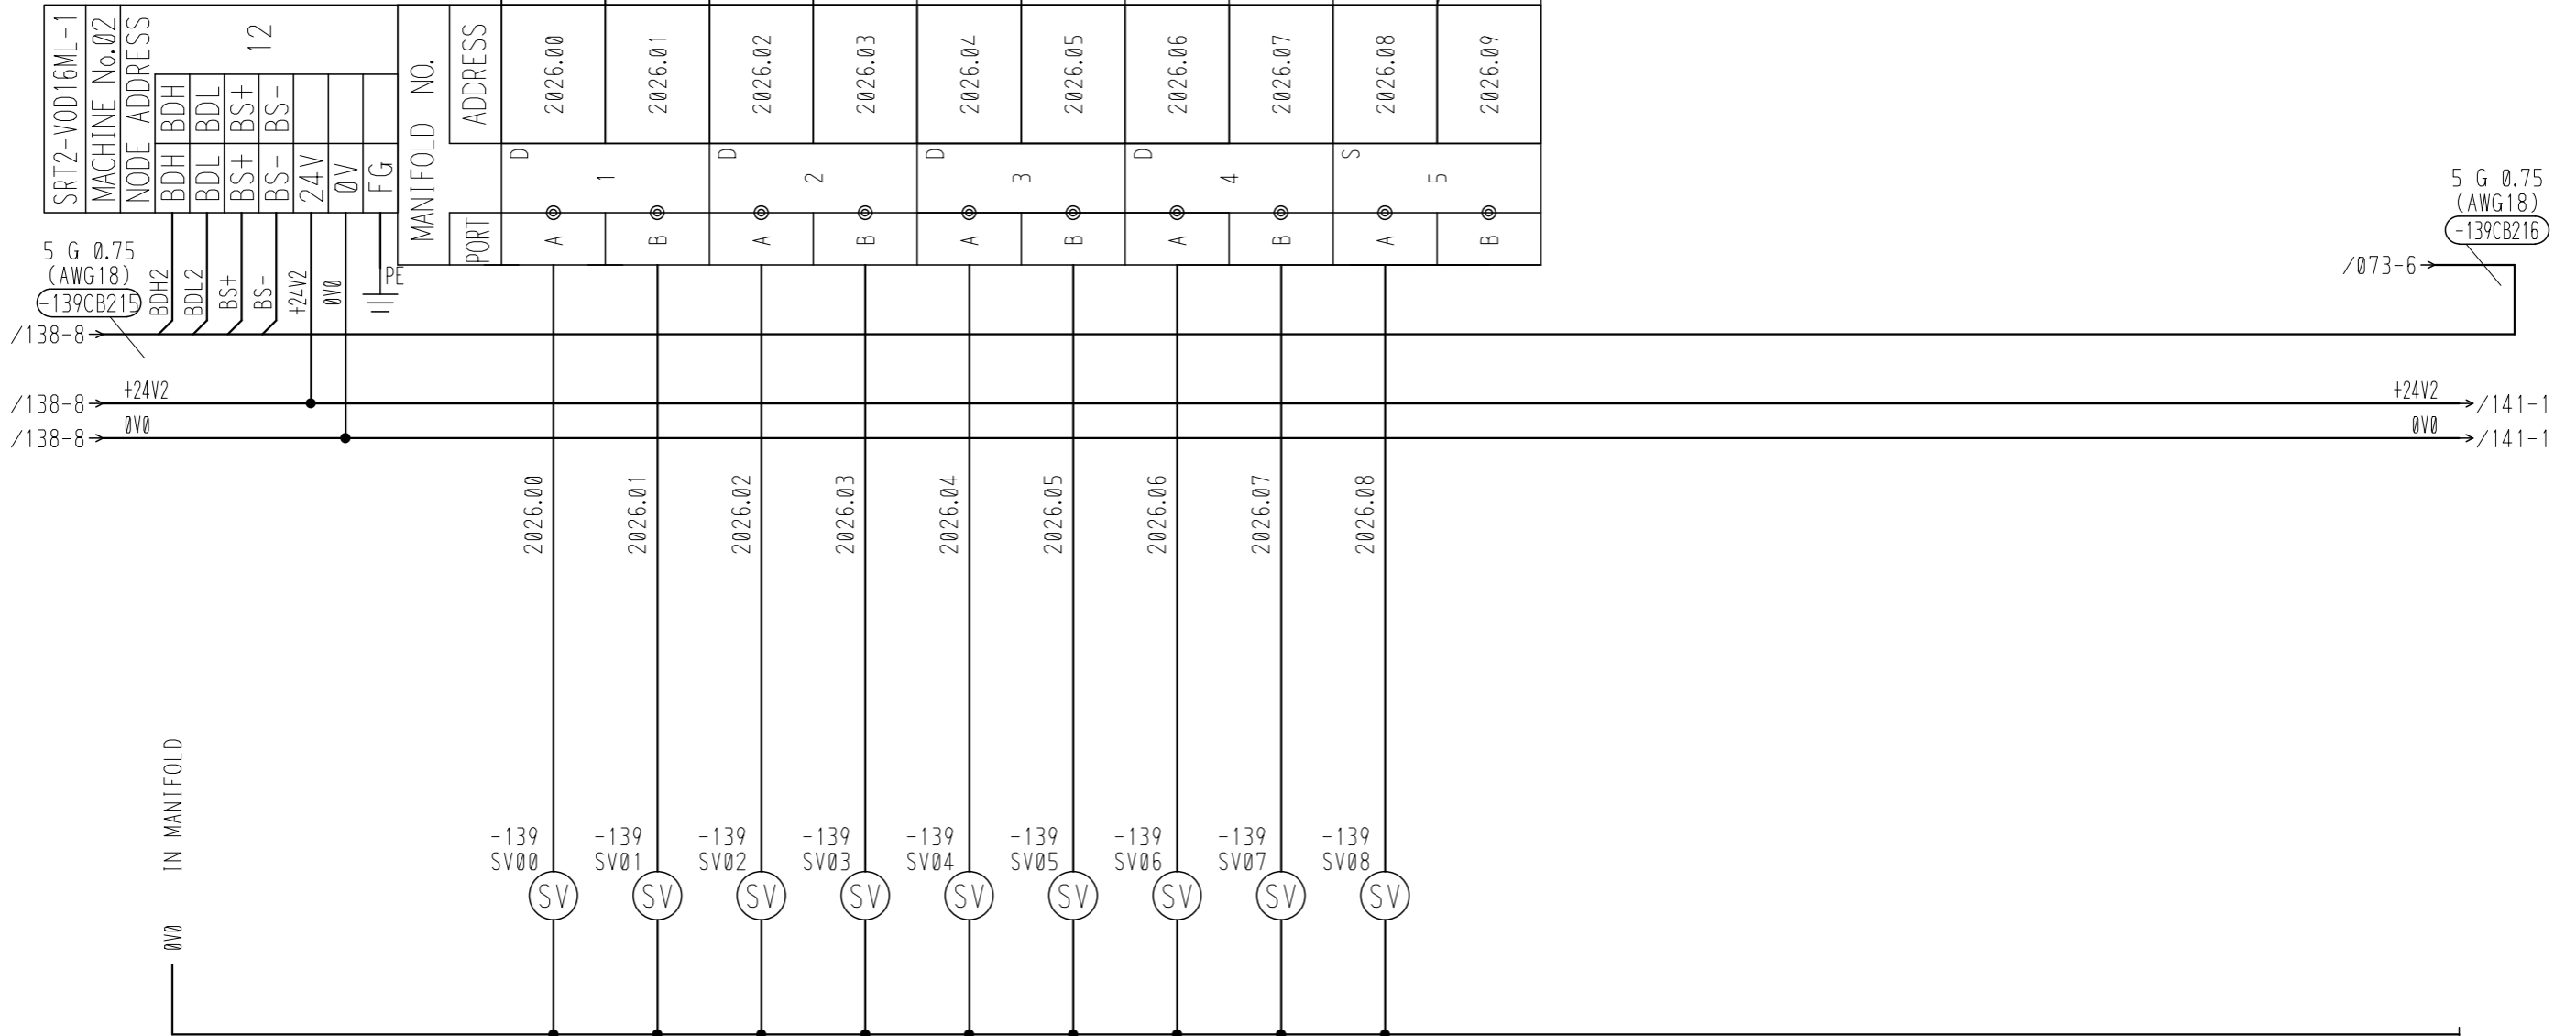 SRT2-VOD16ML-1
MACHINE No.02
NODE ADDRESS
12
BDH BDH
BDL BDL
BS+ BS+
BS- BS-
24V
0V
FG
MANIFOLD NO.
ADDRESS
PORT
2026.00
2026.01
2026.02
2026.03
2026.04
2026.05
2026.06
2026.07
2026.08
2026.09
D
1
D
2
D
3
D
4
S
5
A
B
A
B
A
B
A
B
A
B
5 G 0.75
(AWG18)
-139CB215
BDH2
BDL2
BS+
BS-
+24V2
0V0
PE
5 G 0.75
(AWG18)
-139CB216
/073-6
/138-8
/138-8
+24V2
+24V2
/141-1
/138-8
0V0
0V0
/141-1
2026.00
2026.01
2026.02
2026.03
2026.04
2026.05
2026.06
2026.07
2026.08
IN MANIFOLD
0V0
-139
SV00
SV
-139
SV01
SV
-139
SV02
SV
-139
SV03
SV
-139
SV04
SV
-139
SV05
SV
-139
SV06
SV
-139
SV07
SV
-139
SV08
SV